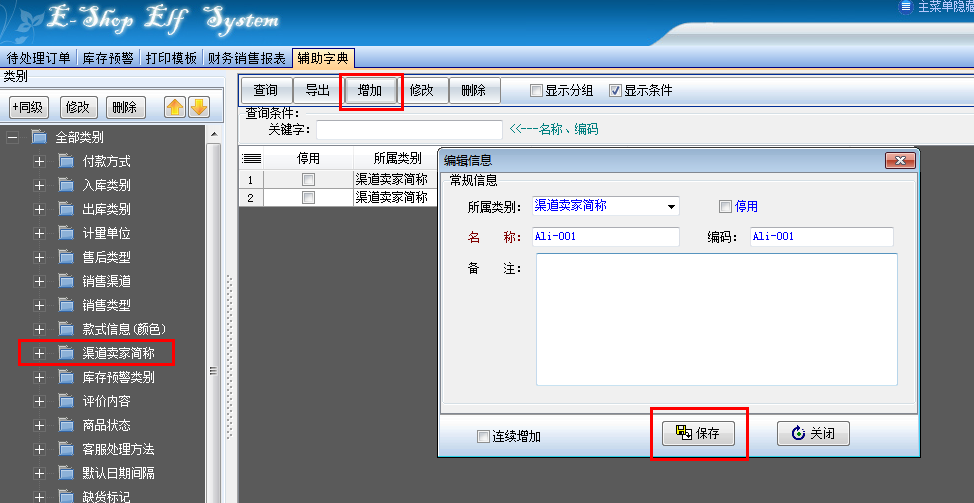 E-Shop Elf System
主菜单隐藏
待处理订单 库存预警 打印模板 财务销售报表 辅助字典
类别
+同级 修改 删除
全部类别
付款方式
入库类别
出库类别
计量单位
售后类型
销售渠道
销售类型
款式信息(颜色)
渠道卖家简称
库存预警类别
评价内容
商品状态
客服处理方法
默认日期间隔
缺货标记
查询 导出 增加 修改 删除 显示分组 显示条件
查询条件:
关键字: <<---名称、编码
停用 所属类别
1 渠道卖家简称
2 渠道卖家简称
编辑信息
常规信息
所属类别: 渠道卖家简称 停用
名 称: Ali-001 编码: Ali-001
备 注:
连续增加 保存 关闭